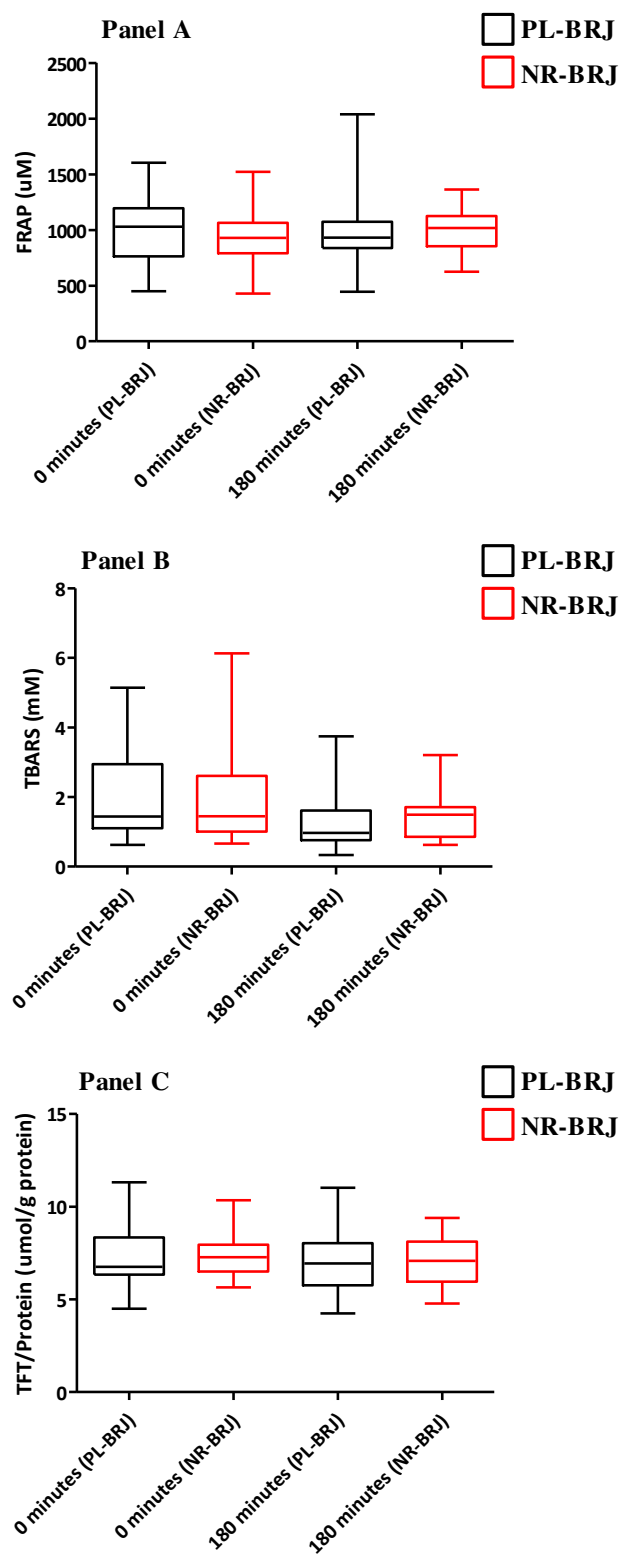 Panel A
PL-BRJ
NR-BRJ
2500
2000
1500
1000
500
0
FRAP (uM)
0 minutes (PL-BRJ)
0 minutes (NR-BRJ)
180 minutes (PL-BRJ)
180 minutes (NR-BRJ)
Panel B
PL-BRJ
NR-BRJ
8
6
4
2
0
TBARS (mM)
0 minutes (PL-BRJ)
0 minutes (NR-BRJ)
180 minutes (PL-BRJ)
180 minutes (NR-BRJ)
Panel C
PL-BRJ
NR-BRJ
15
10
5
0
TFT/Protein ( umol/g protein)
0 minutes (PL-BRJ)
0 minutes (NR-BRJ)
180 minutes (PL-BRJ)
180 minutes (NR-BRJ)